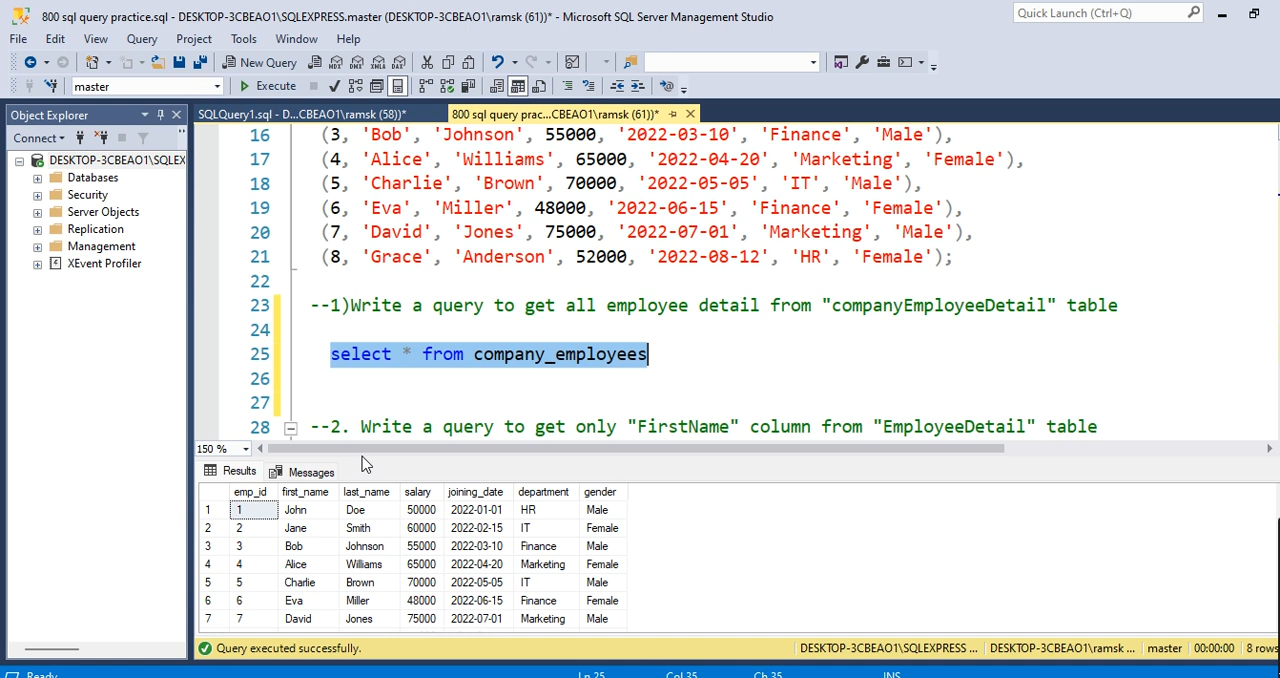 800 sql query practice.sql - DESKTOP-3CBEAO1\SQLEXPRESS.master (DESKTOP-3CBEAO1\ramsk (61))* - Microsoft SQL Server Management Studio
Quick Launch (Ctrl+Q)
File Edit View Query Project Tools Window Help
New Query
MDX DMX XMLA DAX
master Execute
Object Explorer
SQLQuery1.sql - D...CBEAO1\ramsk (58))*
800 sql query prac...CBEAO1\ramsk (61))*
Connect
DESKTOP-3CBEAO1\SQLEX
Databases
Security
Server Objects
Replication
Management
XEvent Profiler
16 (3, 'Bob', 'Johnson', 55000, '2022-03-10', 'Finance', 'Male'),
17 (4, 'Alice', 'Williams', 65000, '2022-04-20', 'Marketing', 'Female'),
18 (5, 'Charlie', 'Brown', 70000, '2022-05-05', 'IT', 'Male'),
19 (6, 'Eva', 'Miller', 48000, '2022-06-15', 'Finance', 'Female'),
20 (7, 'David', 'Jones', 75000, '2022-07-01', 'Marketing', 'Male'),
21 (8, 'Grace', 'Anderson', 52000, '2022-08-12', 'HR', 'Female');
22
23 --1)Write a query to get all employee detail from "companyEmployeeDetail" table
24
25 select * from company_employees
26
27
28 --2. Write a query to get only "FirstName" column from "EmployeeDetail" table
150 %
Results Messages
emp_id first_name last_name salary joining_date department gender
1 1 John Doe 50000 2022-01-01 HR Male
2 2 Jane Smith 60000 2022-02-15 IT Female
3 3 Bob Johnson 55000 2022-03-10 Finance Male
4 4 Alice Williams 65000 2022-04-20 Marketing Female
5 5 Charlie Brown 70000 2022-05-05 IT Male
6 6 Eva Miller 48000 2022-06-15 Finance Female
7 7 David Jones 75000 2022-07-01 Marketing Male
Query executed successfully.
DESKTOP-3CBEAO1\SQLEXPRESS ... DESKTOP-3CBEAO1\ramsk ... master 00:00:00 8 rows
Ready Ln 25 Col 35 Ch 35 INS